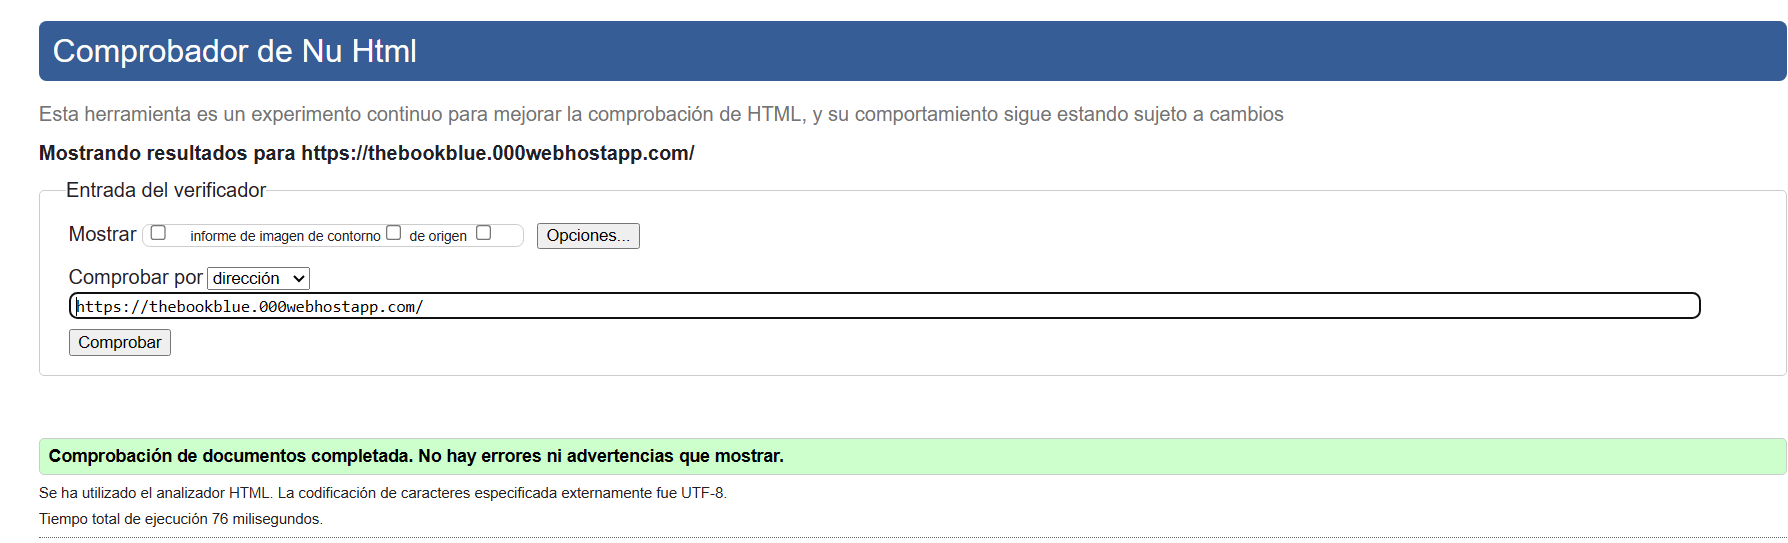 Comprobador de Nu Html
Esta herramienta es un experimento continuo para mejorar la comprobación de HTML, y su comportamiento sigue estando sujeto a cambios
Mostrando resultados para https://thebookblue.000webhostapp.com/
Entrada del verificador
Mostrar informe de imagen de contorno de origen Opciones...
Comprobar por dirección
https://thebookblue.000webhostapp.com/
Comprobar
Comprobación de documentos completada. No hay errores ni advertencias que mostrar.
Se ha utilizado el analizador HTML. La codificación de caracteres especificada externamente fue UTF-8.
Tiempo total de ejecución 76 milisegundos.